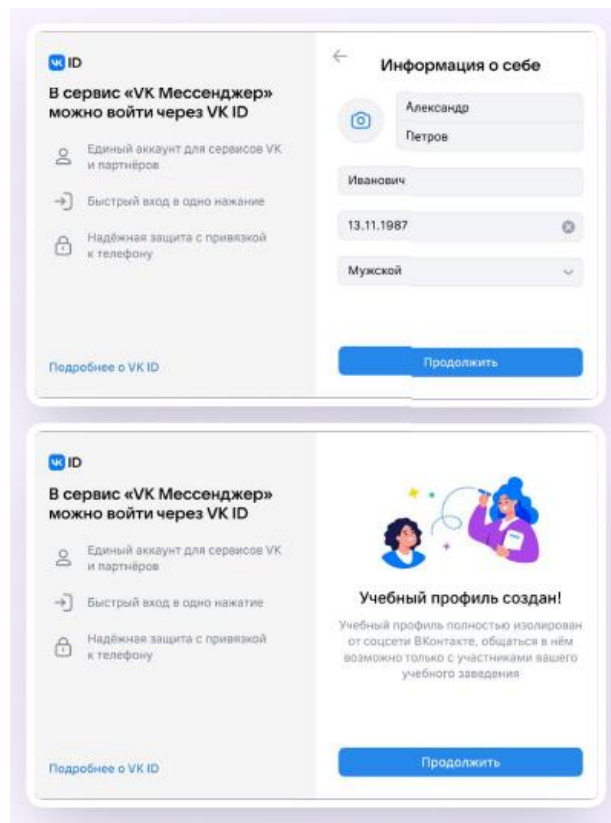 VK ID
В сервис «VK Мессенджер»
можно войти через VK ID
Единый аккаунт для сервисов VK
и партнёров
Быстрый вход в одно нажание
Надёжная защита с привязкой
к телефону
Подробнее о VK ID
Информация о себе
Александр
Петров
Иванович
13.11.1987
Мужской
Продолжить
VK ID
В сервис «VK Мессенджер»
можно войти через VK ID
Единый аккаунт для сервисов VK
и партнёров
Быстрый вход в одно нажатие
Надёжная защита с привязкой
к телефону
Подробнее о VK ID
Учебный профиль создан!
Учебный профиль полностью изолирован
от соцсети ВКонтакте, общаться в нём
возможно только с участниками вашего
учебного заведения
Продолжить